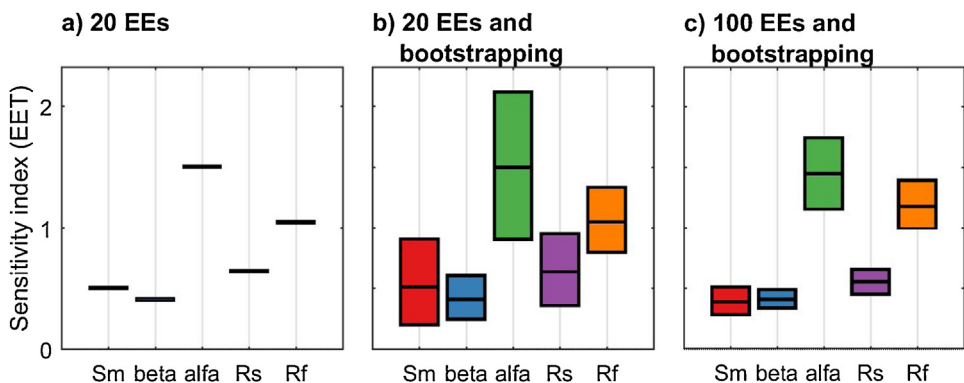 a) 20 EEs
b) 20 EEs and
bootstrapping
c) 100 EEs and
bootstrapping
Sensitivity index (EET)
2
1
0
Sm beta alfa Rs Rf
Sm beta alfa Rs Rf
Sm beta alfa Rs Rf